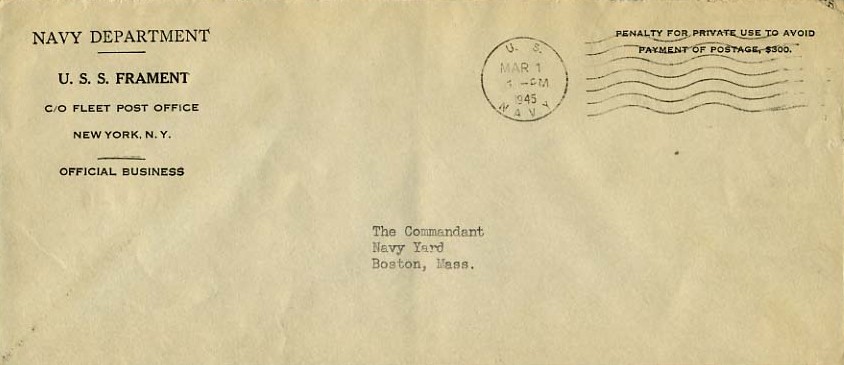 NAVY DEPARTMENT
U. S. S. FRAMENT
C/O FLEET POST OFFICE
NEW YORK, N. Y.
OFFICIAL BUSINESS
U. S.
MAR 1
1945
NAVY
PENALTY FOR PRIVATE USE TO AVOID
PAYMENT OF POSTAGE, $300.
The Commandant
Navy Yard
Boston, Mass.